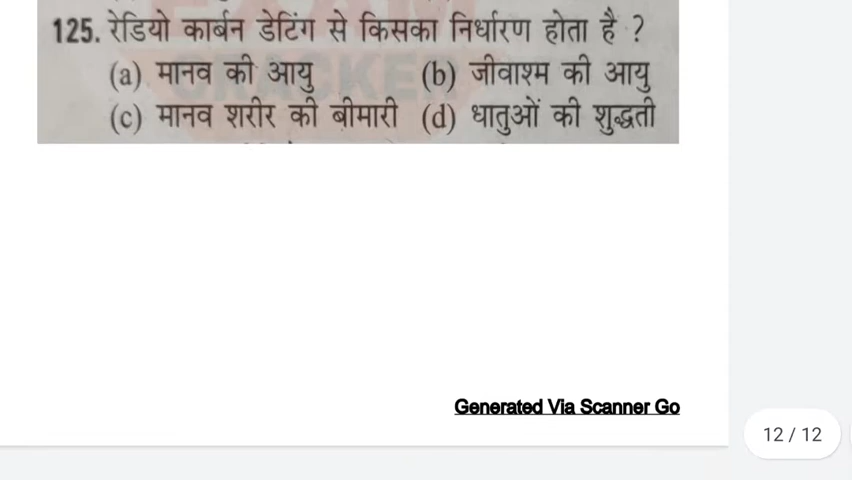 125. रेडियो कार्बन डेटिंग से किसका निर्धारण होता है ?
(a) मानव की आयु (b) जीवाश्म की आयु
(c) मानव शरीर की बीमारी (d) धातुओं की शुद्धती
Generated Via Scanner Go
12 / 12